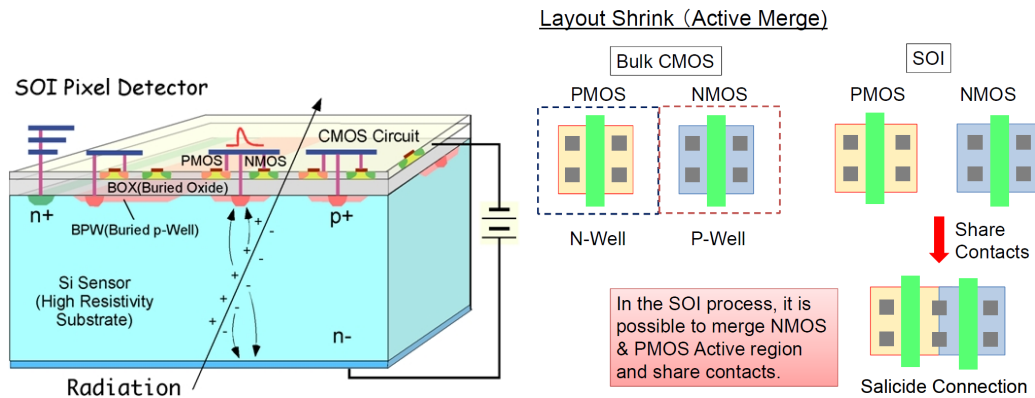 SOI Pixel Detector
CMOS Circuit
PMOS
NMOS
BOX(Buried Oxide)
n+
BPW(Buried p-Well)
p+
+
-
+
-
+
-
+
-
+
-
+
-
+
-
Si Sensor
(High Resistivity
Substrate)
n-
Radiation
Layout Shrink (Active Merge)
Bulk CMOS
PMOS
NMOS
N-Well
P-Well
SOI
PMOS
NMOS
Share
Contacts
In the SOI process, it is
possible to merge NMOS
& PMOS Active region
and share contacts.
Salicide Connection